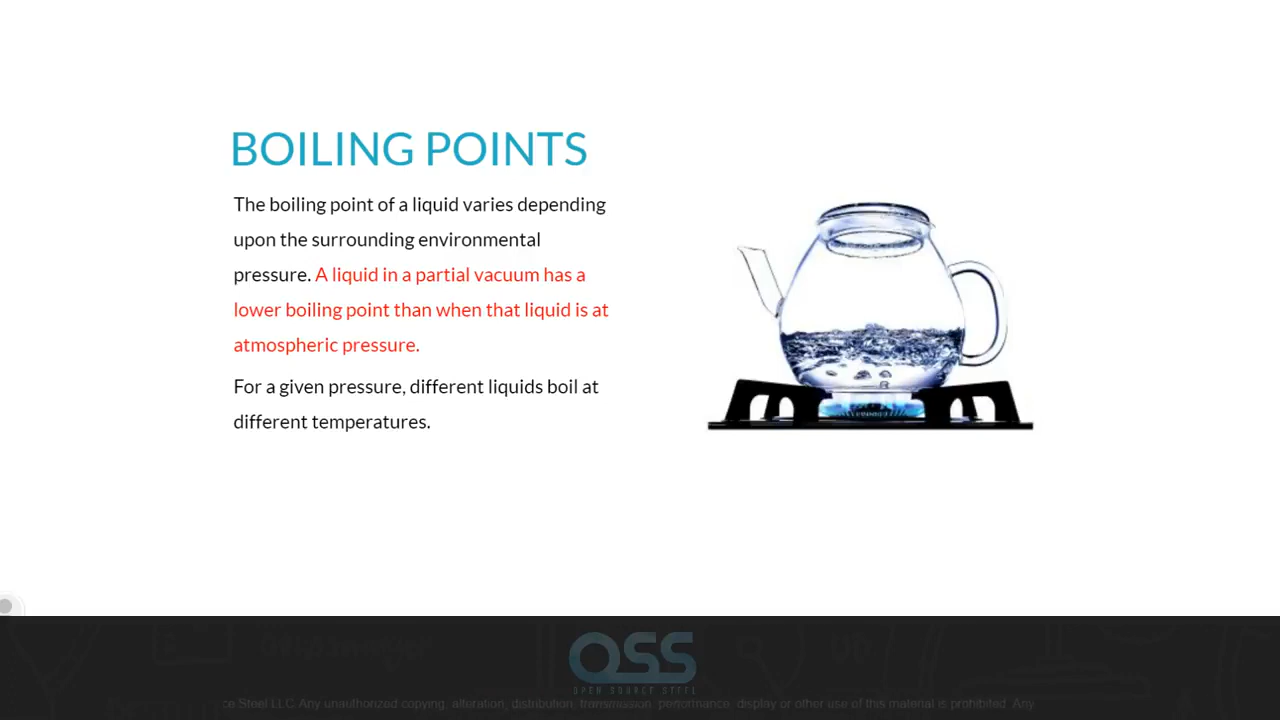 BOILING POINTS
The boiling point of a liquid varies depending
upon the surrounding environmental
pressure. A liquid in a partial vacuum has a
lower boiling point than when that liquid is at
atmospheric pressure.
For a given pressure, different liquids boil at
different temperatures.
OSS
OPEN SOURCE STEEL
ce Steel LLC. Any unauthorized copying, alteration, distribution, transmission, performance, display or other use of this material is prohibited. Any